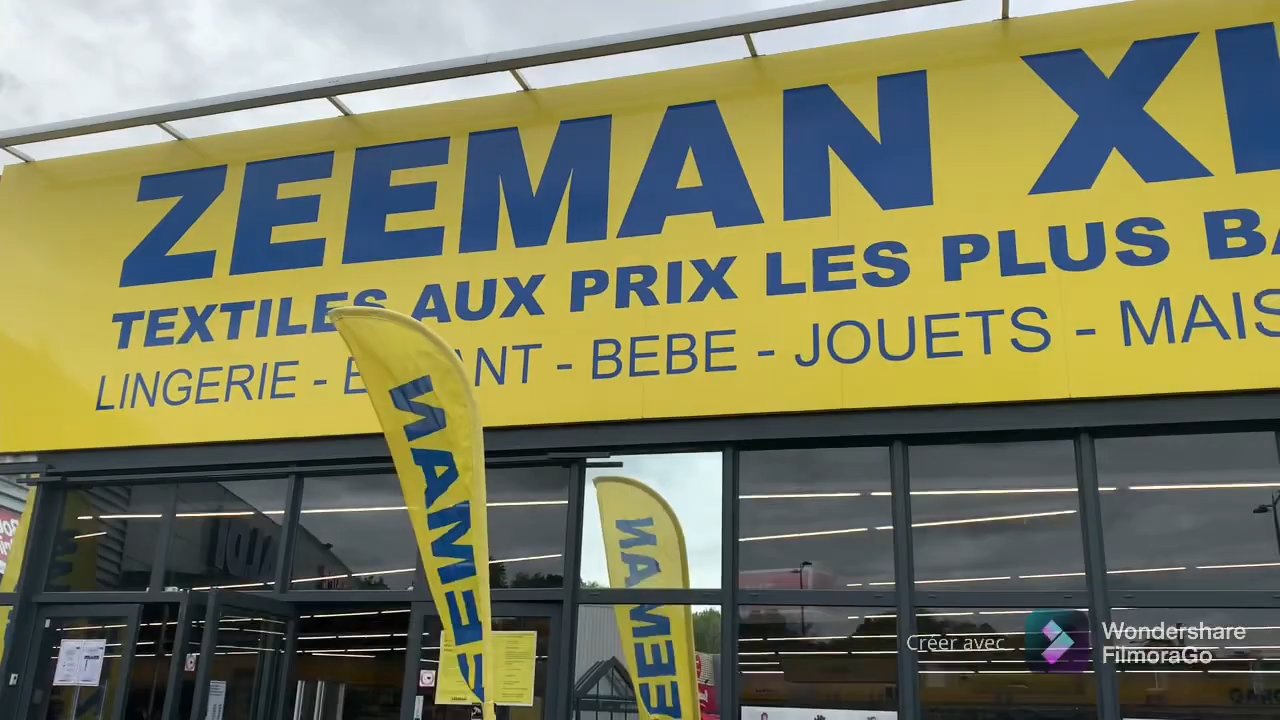 ZEEMAN
TEXTILES AUX PRIX LES PLUS
LINGERIE - - BEBE - JOUETS -
ZEEMAN
ZEEMAN
Créer avec
Wondershare
FilmoraGo